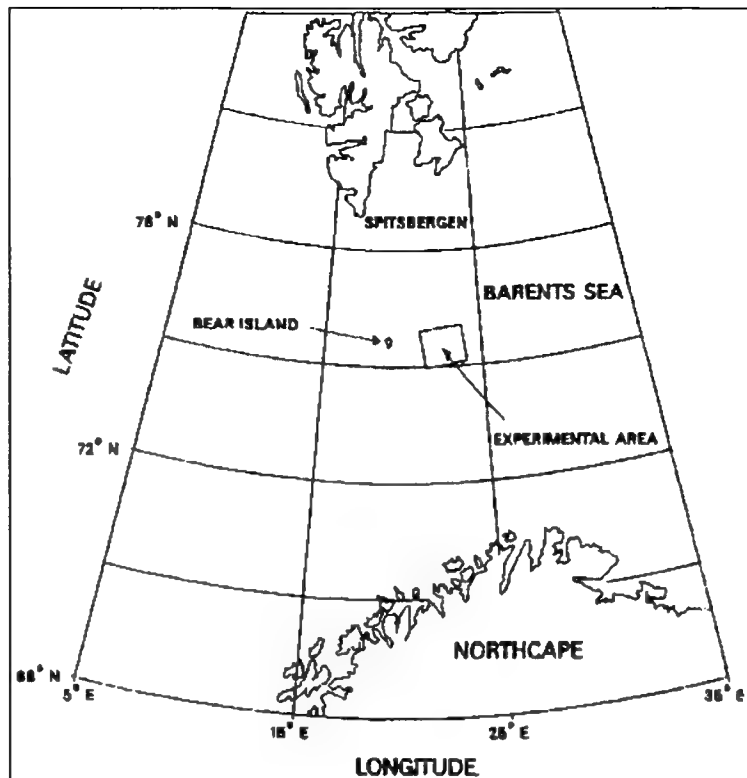 76° N
SPITSBERGEN
BARENTS SEA
BEAR ISLAND
LATITUDE
72° N
EXPERIMENTAL AREA
NORTHCAPE
68° N
5° E
15° E
25° E
35° E
LONGITUDE